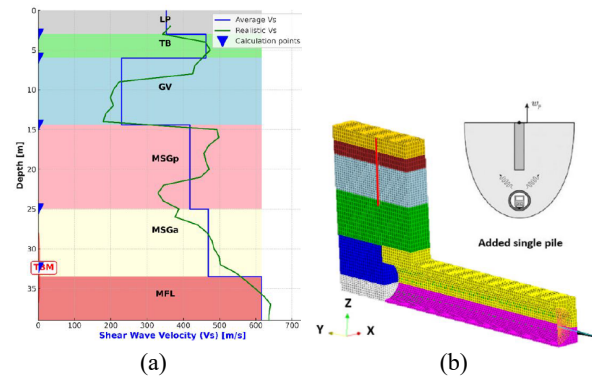 LP
TB
GV
MSGp
MSGa
TBM
MFL
Average Vs
Realistic Vs
Calculation points
Depth [m]
0
5
10
15
20
25
30
35
0 100 200 300 400 500 600 700
Shear Wave Velocity (Vs) [m/s]
(a)
wp
Added single pile
Z
Y X
(b)